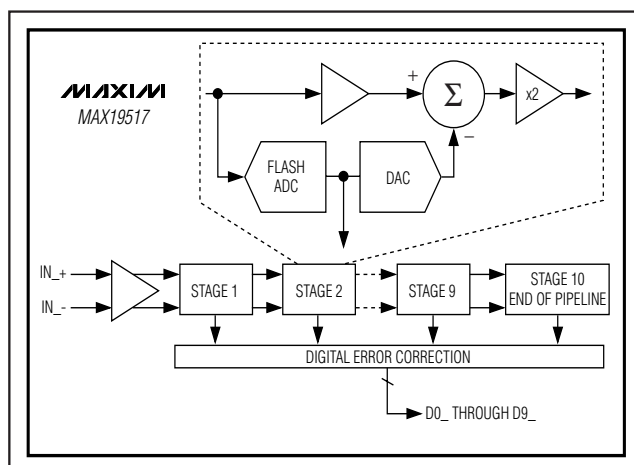 MAXIM
MAX19517
+
Σ
x2
−
FLASH
ADC
DAC
IN_+
IN_-
STAGE 1
STAGE 2
STAGE 9
STAGE 10
END OF PIPELINE
DIGITAL ERROR CORRECTION
D0_ THROUGH D9_